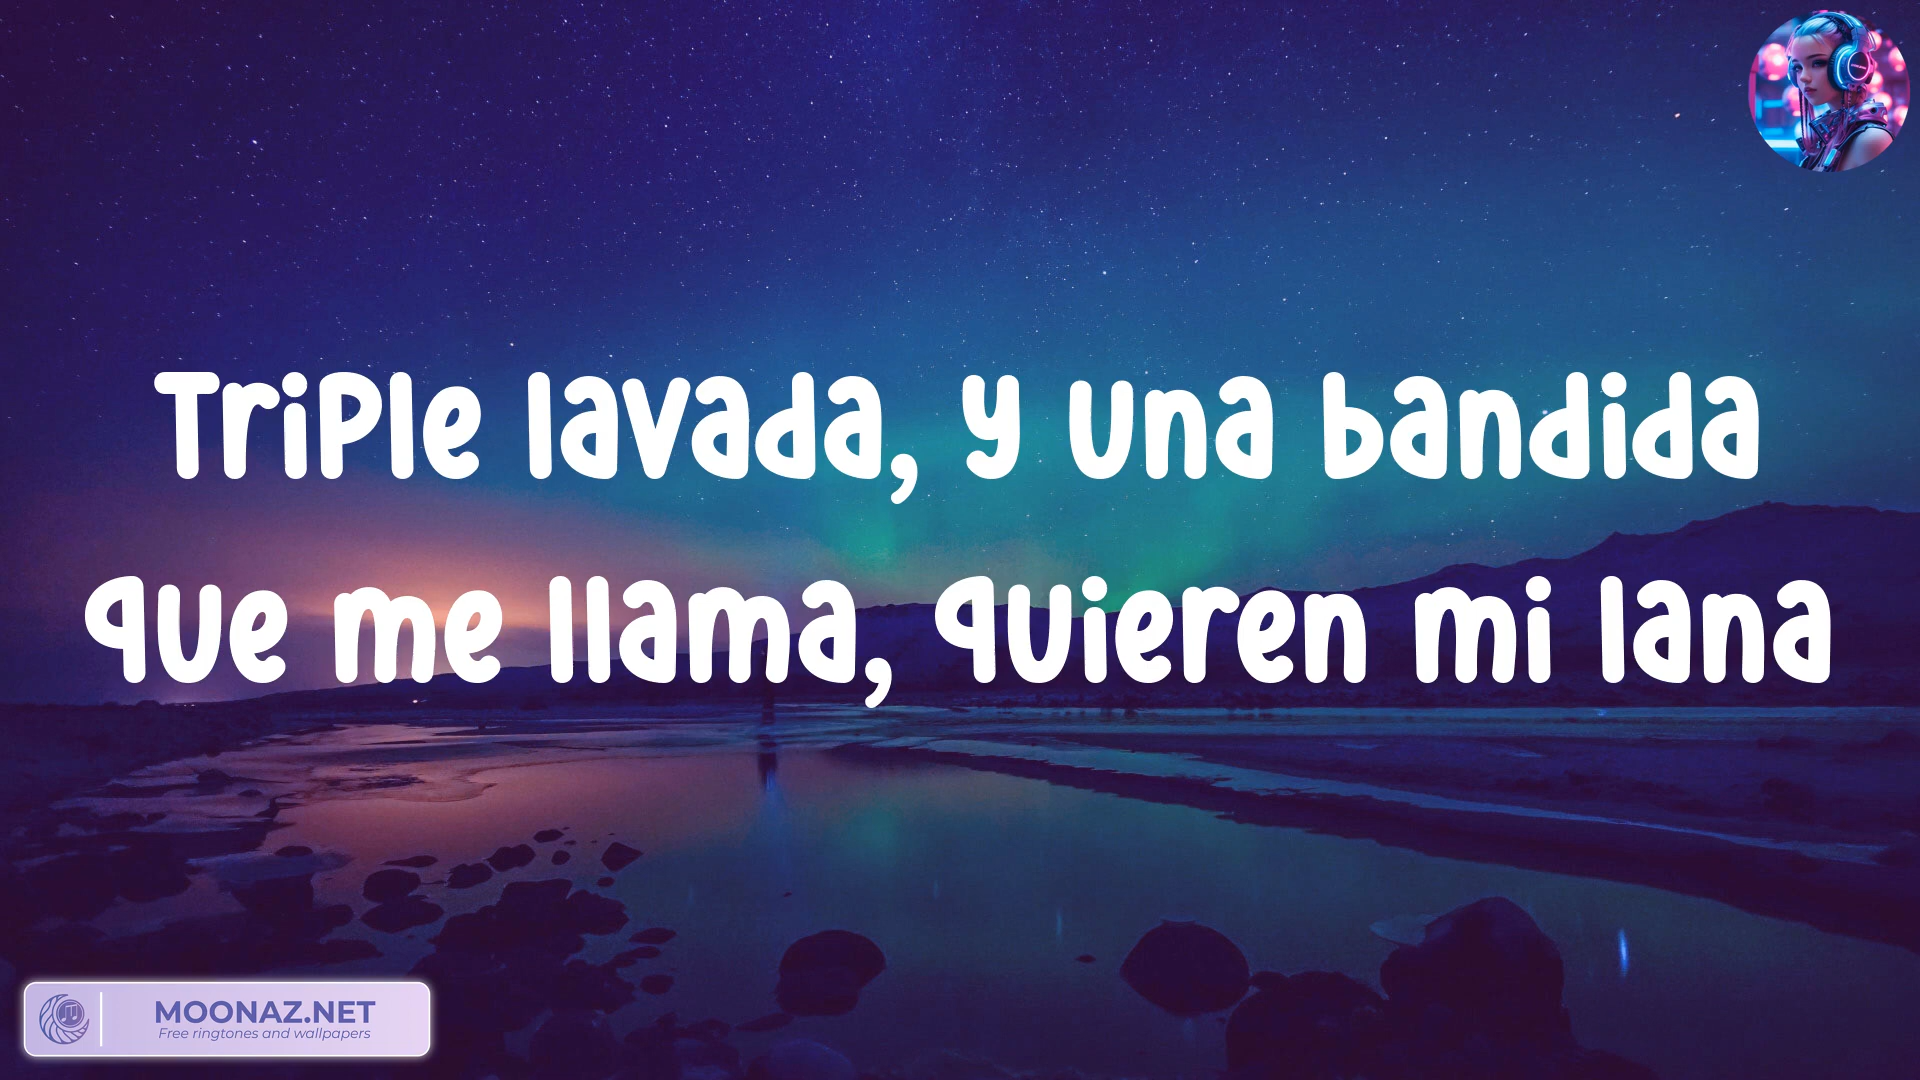 Triple lavada, y una bandida
que me llama, quieren mi lana
MOONAZ.NET
Free ringtones and wallpapers